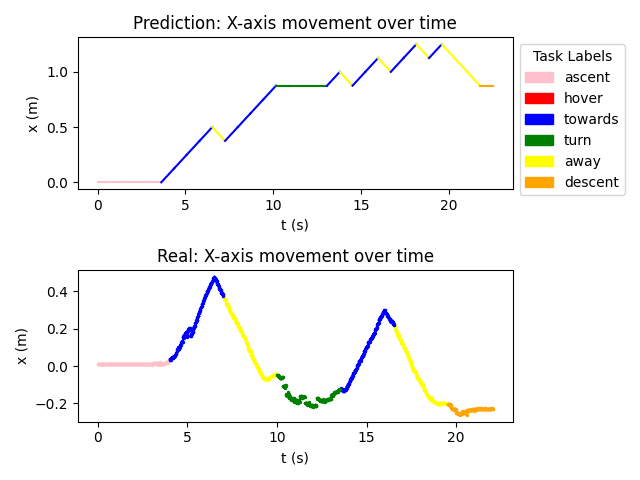 Prediction: X-axis movement over time
1.0
0.5
0.0
x (m)
0
5
10
15
20
t (s)
Task Labels
ascent
hover
towards
turn
away
descent
Real: X-axis movement over time
0.4
0.2
0.0
−0.2
x (m)
0
5
10
15
20
t (s)